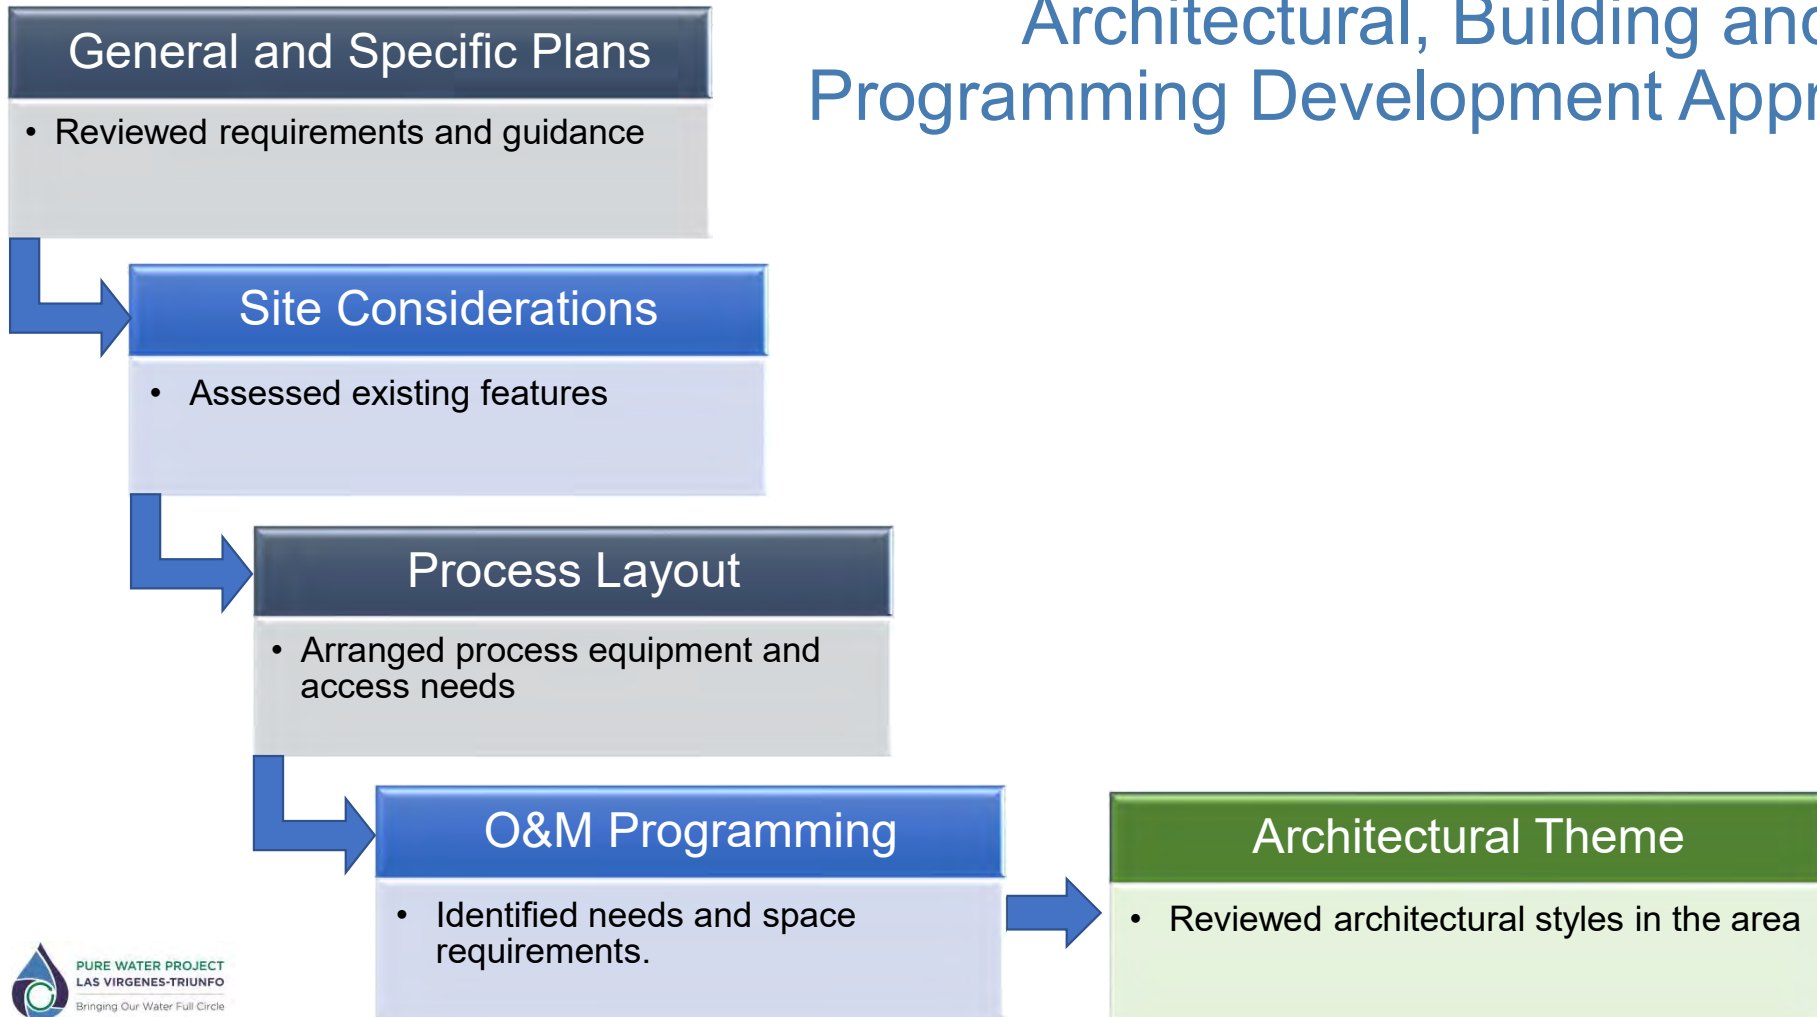 Architectural, Building and
Programming Development Appr
General and Specific Plans
• Reviewed requirements and guidance
Site Considerations
• Assessed existing features
Process Layout
• Arranged process equipment and
access needs
O&M Programming
• Identified needs and space
requirements.
Architectural Theme
• Reviewed architectural styles in the area
PURE WATER PROJECT
LAS VIRGENES-TRIUNFO
Bringing Our Water Full Circle